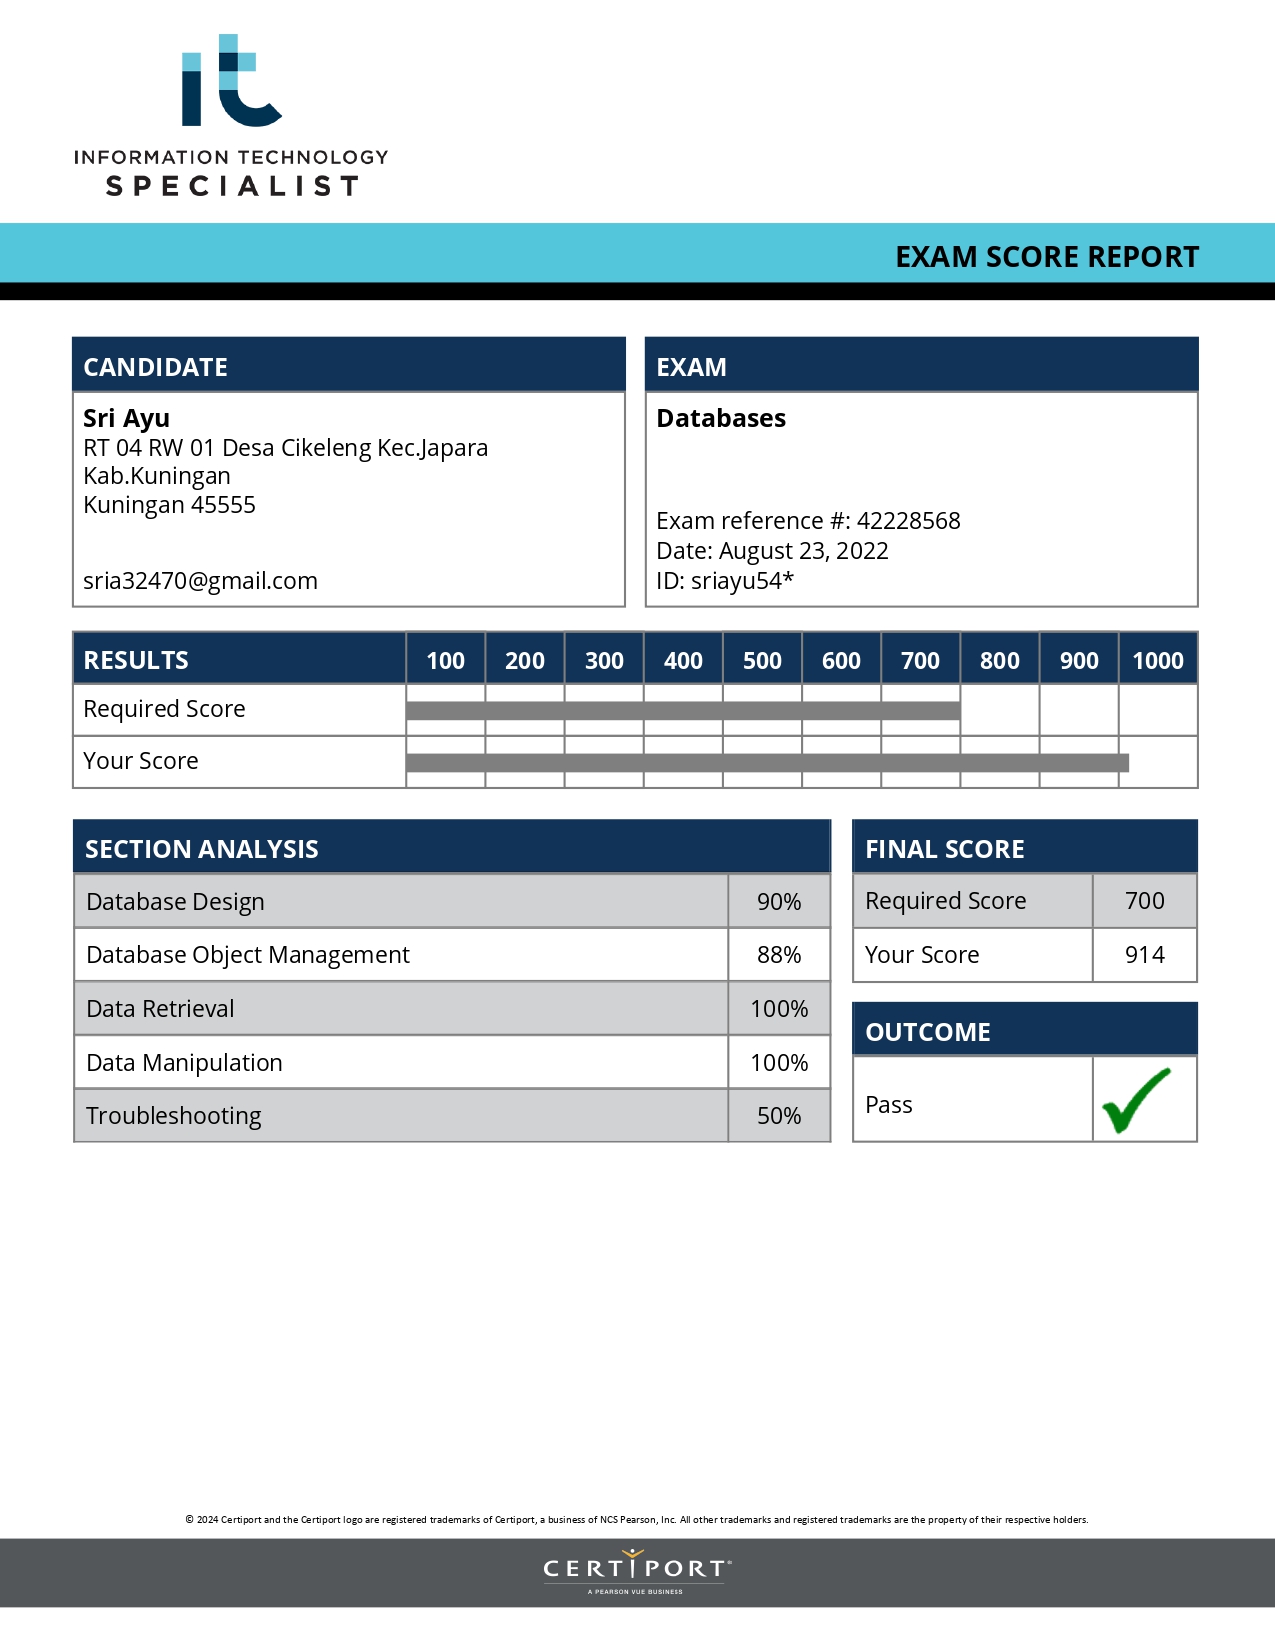 it
INFORMATION TECHNOLOGY
SPECIALIST
EXAM SCORE REPORT
CANDIDATE
Sri Ayu
RT 04 RW 01 Desa Cikeleng Kec.Japara
Kab.Kuningan
Kuningan 45555
sria32470@gmail.com
EXAM
Databases
Exam reference #: 42228568
Date: August 23, 2022
ID: sriayu54*
RESULTS 100 200 300 400 500 600 700 800 900 1000
Required Score
Your Score
SECTION ANALYSIS
Database Design 90%
Database Object Management 88%
Data Retrieval 100%
Data Manipulation 100%
Troubleshooting 50%
FINAL SCORE
Required Score 700
Your Score 914
OUTCOME
Pass
© 2024 Certiport and the Certiport logo are registered trademarks of Certiport, a business of NCS Pearson, Inc. All other trademarks and registered trademarks are the property of their respective holders.
CERTIPORT®
A PEARSON VUE BUSINESS